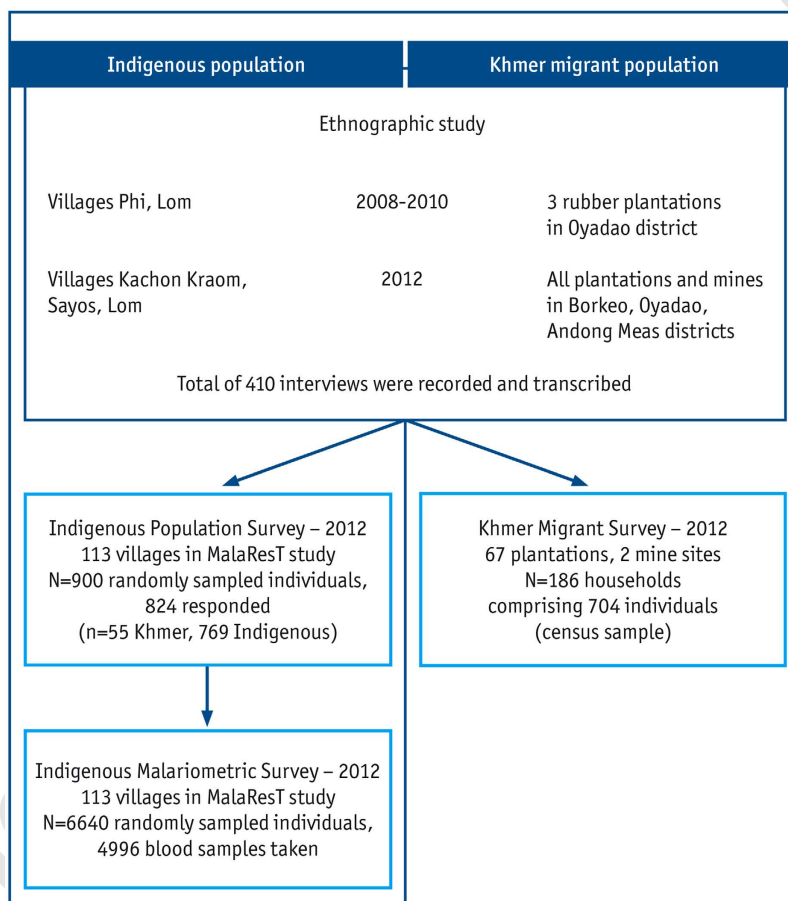 Indigenous population
Khmer migrant population
Ethnographic study
Villages Phi, Lom
2008-2010
3 rubber plantations
in Oyadao district
Villages Kachon Kraom,
Sayos, Lom
2012
All plantations and mines
in Borkeo, Oyadao,
Andong Meas districts
Total of 410 interviews were recorded and transcribed
Indigenous Population Survey – 2012
113 villages in MalaResT study
N=900 randomly sampled individuals,
824 responded
(n=55 Khmer, 769 Indigenous)
Khmer Migrant Survey – 2012
67 plantations, 2 mine sites
N=186 households
comprising 704 individuals
(census sample)
Indigenous Malariometric Survey – 2012
113 villages in MalaResT study
N=6640 randomly sampled individuals,
4996 blood samples taken